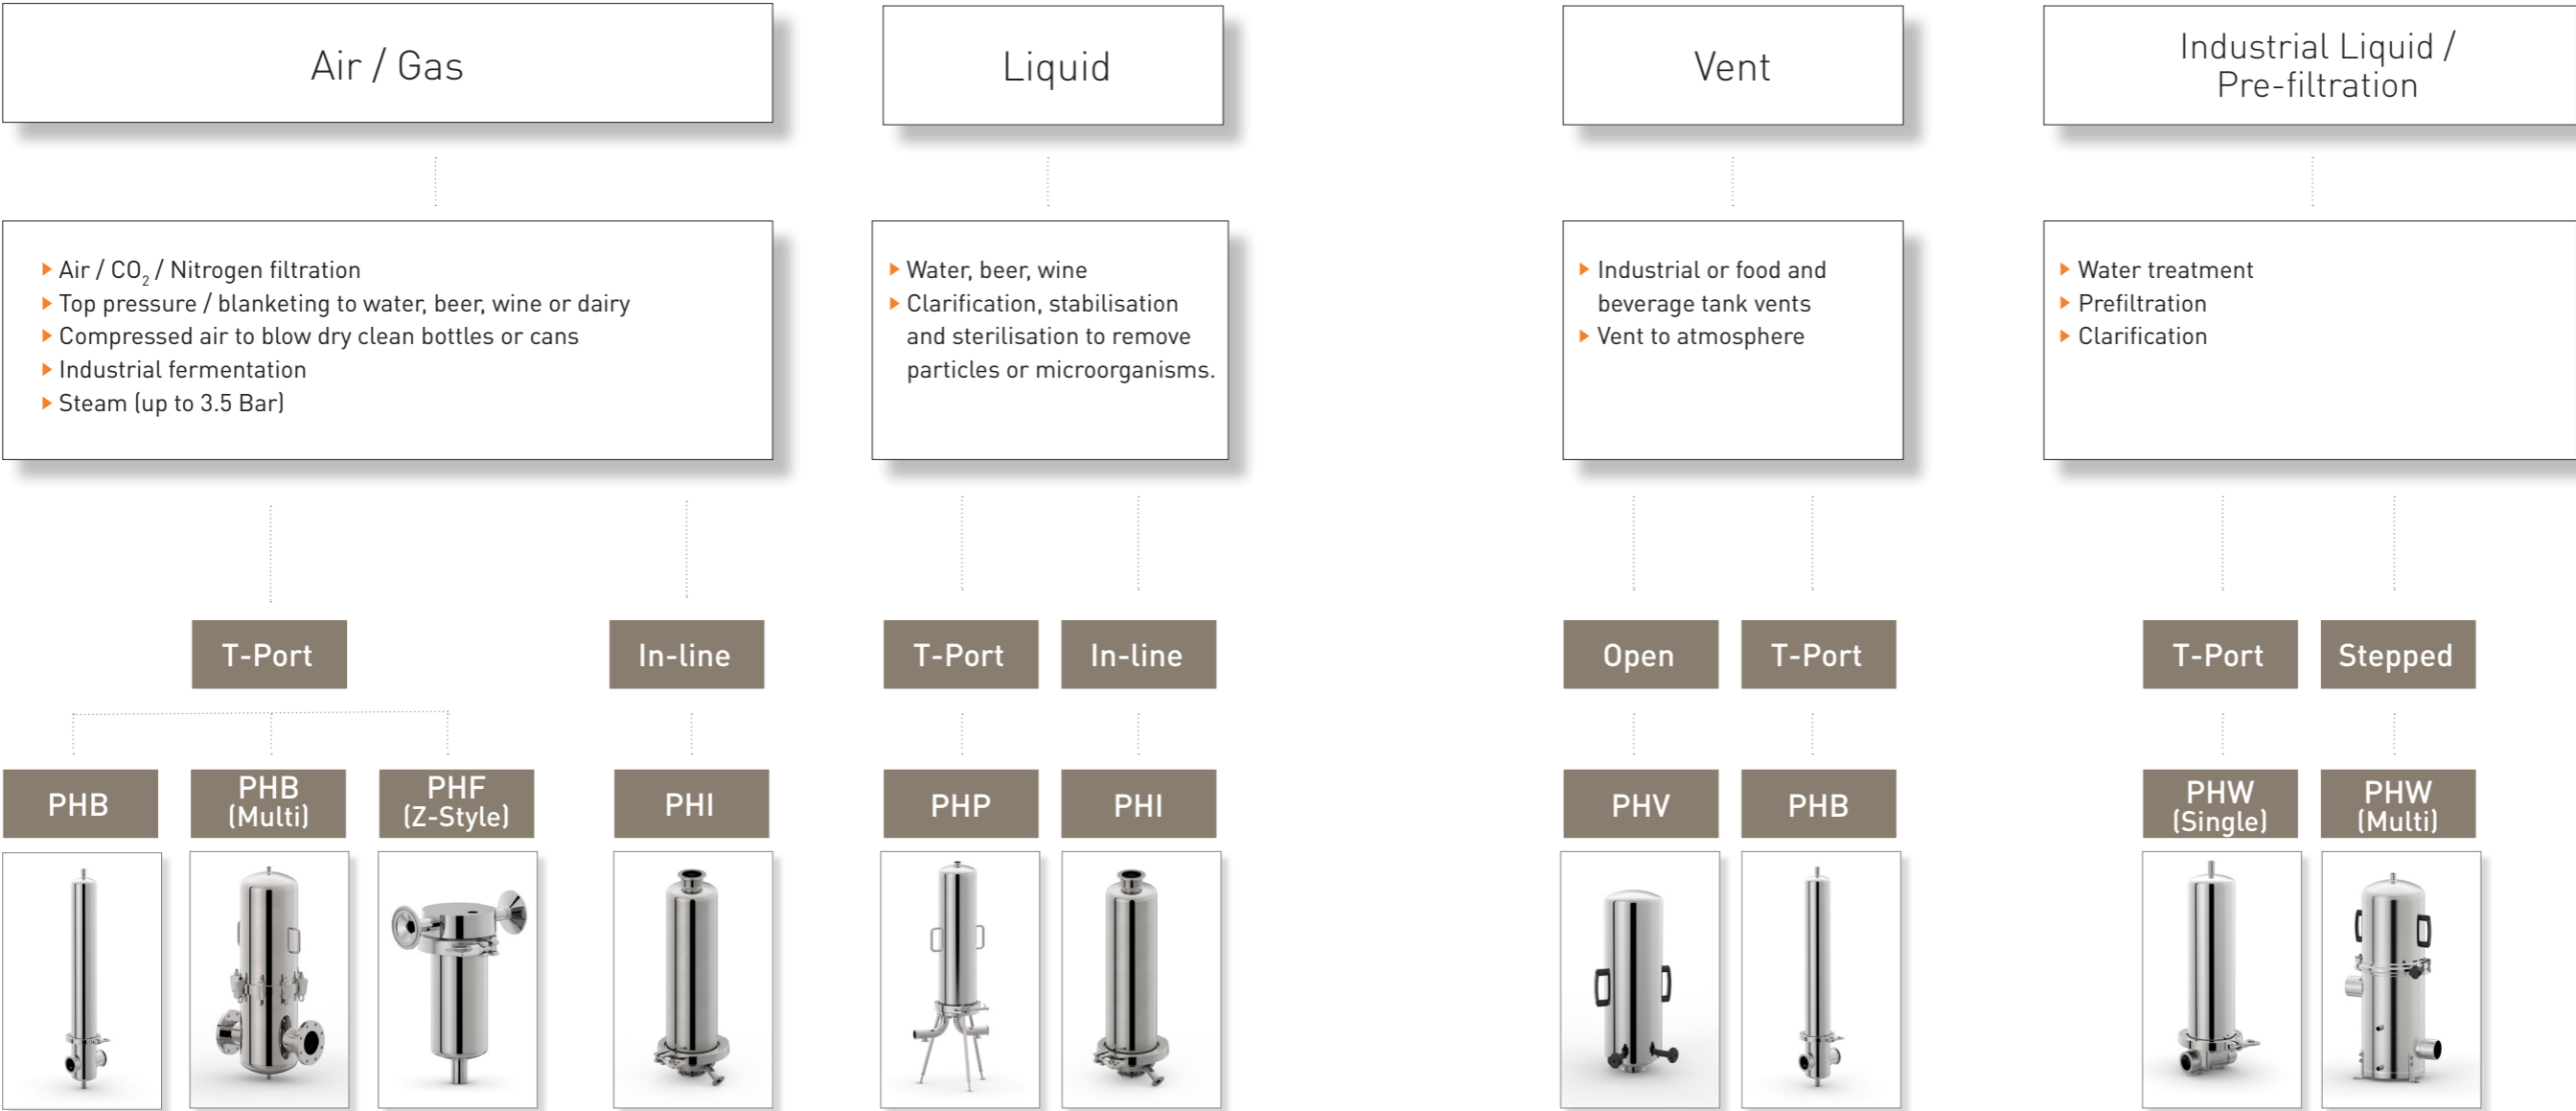 Air / Gas
Liquid
Vent
Industrial Liquid /
Pre-filtration
Air / CO₂ / Nitrogen filtration
Top pressure / blanketing to water, beer, wine or dairy
Compressed air to blow dry clean bottles or cans
Industrial fermentation
Steam (up to 3.5 Bar)
Water, beer, wine
Clarification, stabilisation
and sterilisation to remove
particles or microorganisms.
Industrial or food and
beverage tank vents
Vent to atmosphere
Water treatment
Prefiltration
Clarification
T-Port
In-line
T-Port
In-line
Open
T-Port
T-Port
Stepped
PHB
PHB
(Multi)
PHF
(Z-Style)
PHI
PHP
PHI
PHV
PHB
PHW
(Single)
PHW
(Multi)